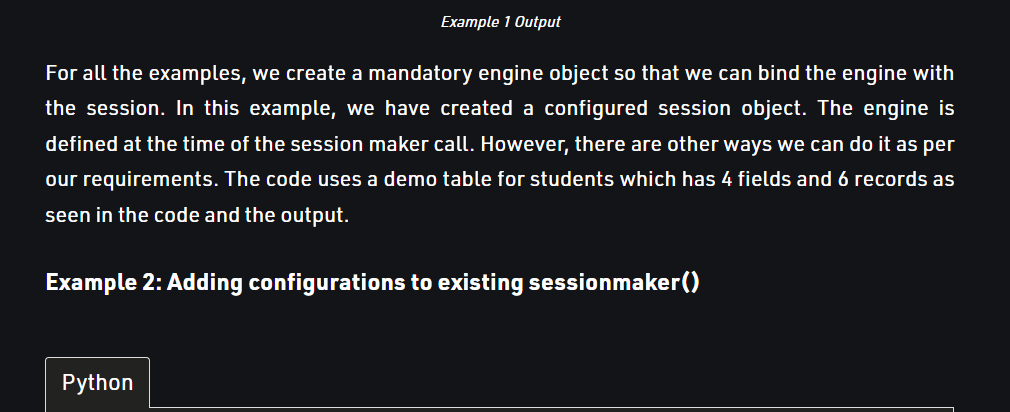 Example 1 Output
For all the examples, we create a mandatory engine object so that we can bind the engine with
the session. In this example, we have created a configured session object. The engine is
defined at the time of the session maker call. However, there are other ways we can do it as per
our requirements. The code uses a demo table for students which has 4 fields and 6 records as
seen in the code and the output.
Example 2: Adding configurations to existing sessionmaker()
Python